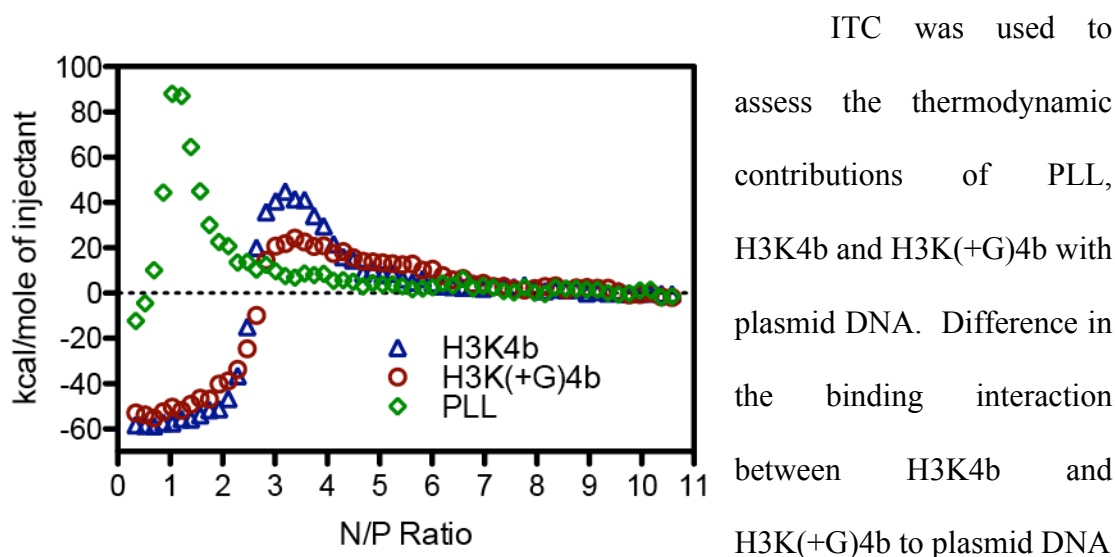 kcal/mole of injectant
100
80
60
40
20
0
-20
-40
-60
H3K4b
H3K(+G)4b
PLL
0 1 2 3 4 5 6 7 8 9 10 11
N/P Ratio
ITC was used to
assess the thermodynamic
contributions of PLL,
H3K4b and H3K(+G)4b with
plasmid DNA. Difference in
the binding interaction
between H3K4b and
H3K(+G)4b to plasmid DNA